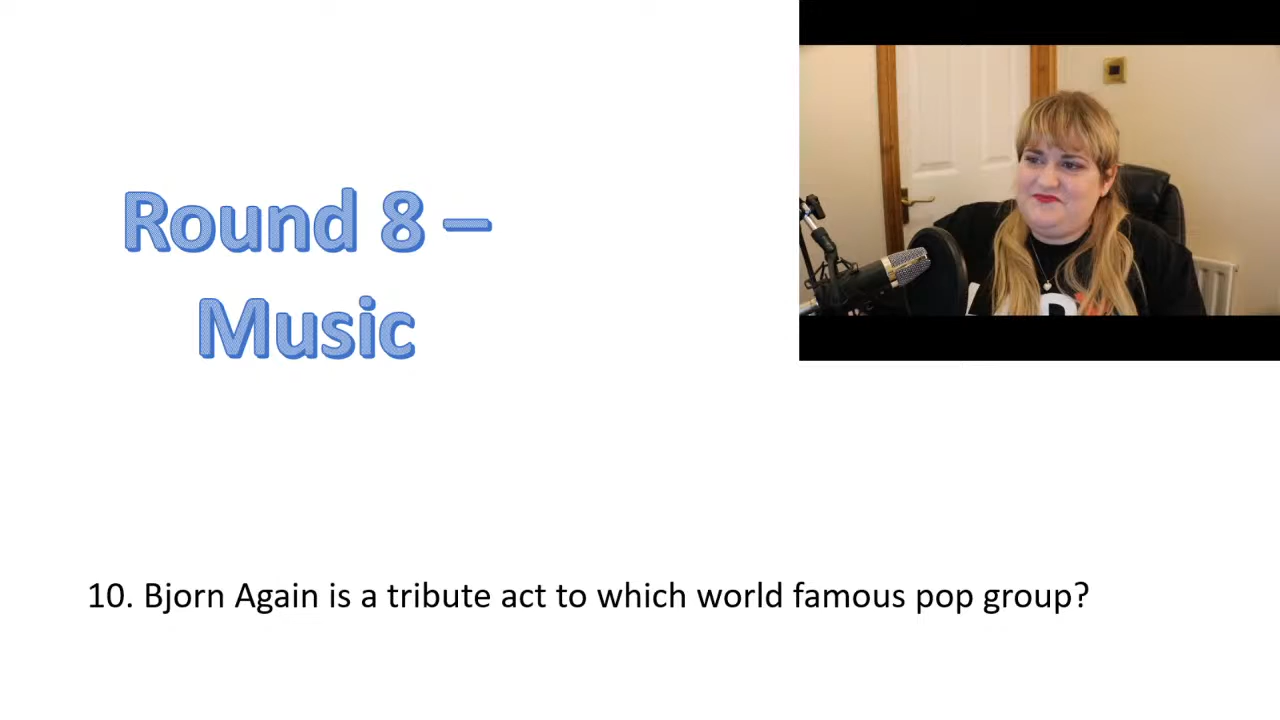 Round 8 –
Music
10. Bjorn Again is a tribute act to which world famous pop group?